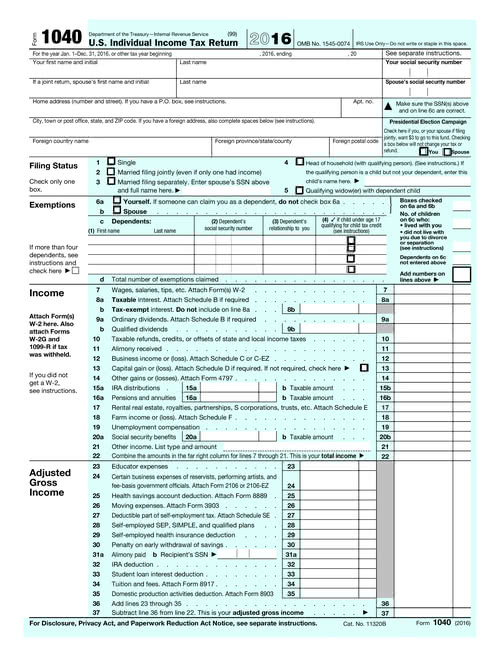 Form 1040 Department of the Treasury—Internal Revenue Service (99)
U.S. Individual Income Tax Return 2016 OMB No. 1545-0074 IRS Use Only—Do not write or staple in this space.
For the year Jan. 1–Dec. 31, 2016, or other tax year beginning , 2016, ending , 20 See separate instructions.
Your first name and initial Last name Your social security number
If a joint return, spouse's first name and initial Last name Spouse's social security number
Home address (number and street). If you have a P.O. box, see instructions. Apt. no. ▲ Make sure the SSN(s) above and on line 6c are correct.
City, town or post office, state, and ZIP code. If you have a foreign address, also complete spaces below (see instructions). Presidential Election Campaign
Foreign country name Foreign province/state/county Foreign postal code
Check here if you, or your spouse if filing jointly, want $3 to go to this fund. Checking a box below will not change your tax or refund. You Spouse
Filing Status
Check only one box.
1 Single
2 Married filing jointly (even if only one had income)
3 Married filing separately. Enter spouse's SSN above and full name here. ▶
4 Head of household (with qualifying person). (See instructions.) If the qualifying person is a child but not your dependent, enter this child's name here. ▶
5 Qualifying widow(er) with dependent child
Exemptions
6a Yourself. If someone can claim you as a dependent, do not check box 6a
b Spouse
c Dependents:
(1) First name Last name
(2) Dependent's social security number
(3) Dependent's relationship to you
(4) ✓ if child under age 17 qualifying for child tax credit (see instructions)
If more than four dependents, see instructions and check here ▶
d Total number of exemptions claimed
Boxes checked on 6a and 6b
No. of children on 6c who:
• lived with you
• did not live with you due to divorce or separation (see instructions)
Dependents on 6c not entered above
Add numbers on lines above ▶
Income
Attach Form(s) W-2 here. Also attach Forms W-2G and 1099-R if tax was withheld.
If you did not get a W-2, see instructions.
7 Wages, salaries, tips, etc. Attach Form(s) W-2 7
8a Taxable interest. Attach Schedule B if required 8a
b Tax-exempt interest. Do not include on line 8a 8b
9a Ordinary dividends. Attach Schedule B if required 9a
b Qualified dividends 9b
10 Taxable refunds, credits, or offsets of state and local income taxes 10
11 Alimony received 11
12 Business income or (loss). Attach Schedule C or C-EZ 12
13 Capital gain or (loss). Attach Schedule D if required. If not required, check here ▶ 13
14 Other gains or (losses). Attach Form 4797 14
15a IRA distributions 15a b Taxable amount 15b
16a Pensions and annuities 16a b Taxable amount 16b
17 Rental real estate, royalties, partnerships, S corporations, trusts, etc. Attach Schedule E 17
18 Farm income or (loss). Attach Schedule F 18
19 Unemployment compensation 19
20a Social security benefits 20a b Taxable amount 20b
21 Other income. List type and amount 21
22 Combine the amounts in the far right column for lines 7 through 21. This is your total income ▶ 22
Adjusted Gross Income
23 Educator expenses 23
24 Certain business expenses of reservists, performing artists, and fee-basis government officials. Attach Form 2106 or 2106-EZ 24
25 Health savings account deduction. Attach Form 8889 25
26 Moving expenses. Attach Form 3903 26
27 Deductible part of self-employment tax. Attach Schedule SE 27
28 Self-employed SEP, SIMPLE, and qualified plans 28
29 Self-employed health insurance deduction 29
30 Penalty on early withdrawal of savings 30
31a Alimony paid b Recipient's SSN ▶ 31a
32 IRA deduction 32
33 Student loan interest deduction 33
34 Tuition and fees. Attach Form 8917 34
35 Domestic production activities deduction. Attach Form 8903 35
36 Add lines 23 through 35 36
37 Subtract line 36 from line 22. This is your adjusted gross income ▶ 37
For Disclosure, Privacy Act, and Paperwork Reduction Act Notice, see separate instructions. Cat. No. 11320B Form 1040 (2016)